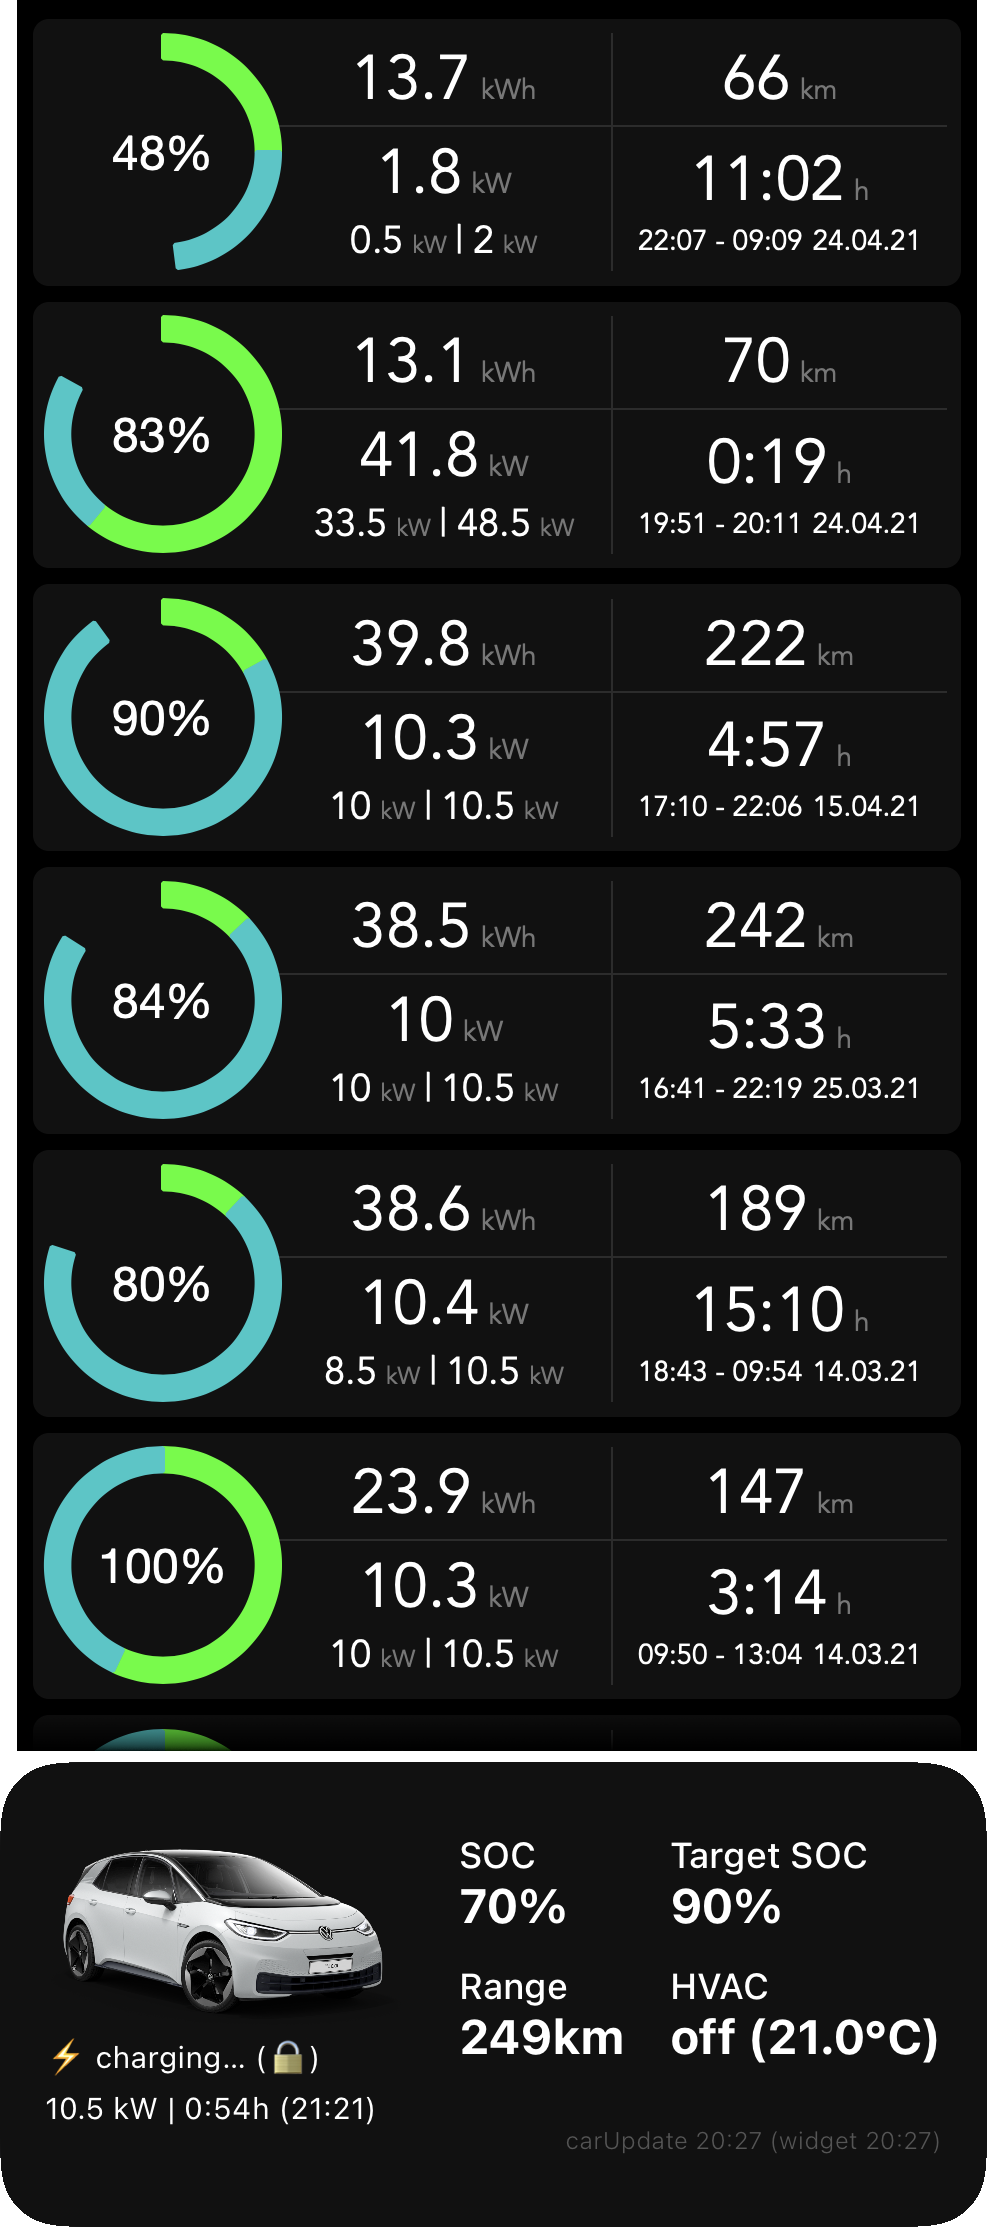 48%
13.7 kWh
66 km
1.8 kW
0.5 kW | 2 kW
11:02 h
22:07 - 09:09 24.04.21
83%
13.1 kWh
70 km
41.8 kW
33.5 kW | 48.5 kW
0:19 h
19:51 - 20:11 24.04.21
90%
39.8 kWh
222 km
10.3 kW
10 kW | 10.5 kW
4:57 h
17:10 - 22:06 15.04.21
84%
38.5 kWh
242 km
10 kW
10 kW | 10.5 kW
5:33 h
16:41 - 22:19 25.03.21
80%
38.6 kWh
189 km
10.4 kW
8.5 kW | 10.5 kW
15:10 h
18:43 - 09:54 14.03.21
100%
23.9 kWh
147 km
10.3 kW
10 kW | 10.5 kW
3:14 h
09:50 - 13:04 14.03.21
SOC
70%
Target SOC
90%
Range
249km
HVAC
off (21.0°C)
⚡ charging... (🔒)
10.5 kW | 0:54h (21:21)
carUpdate 20:27 (widget 20:27)